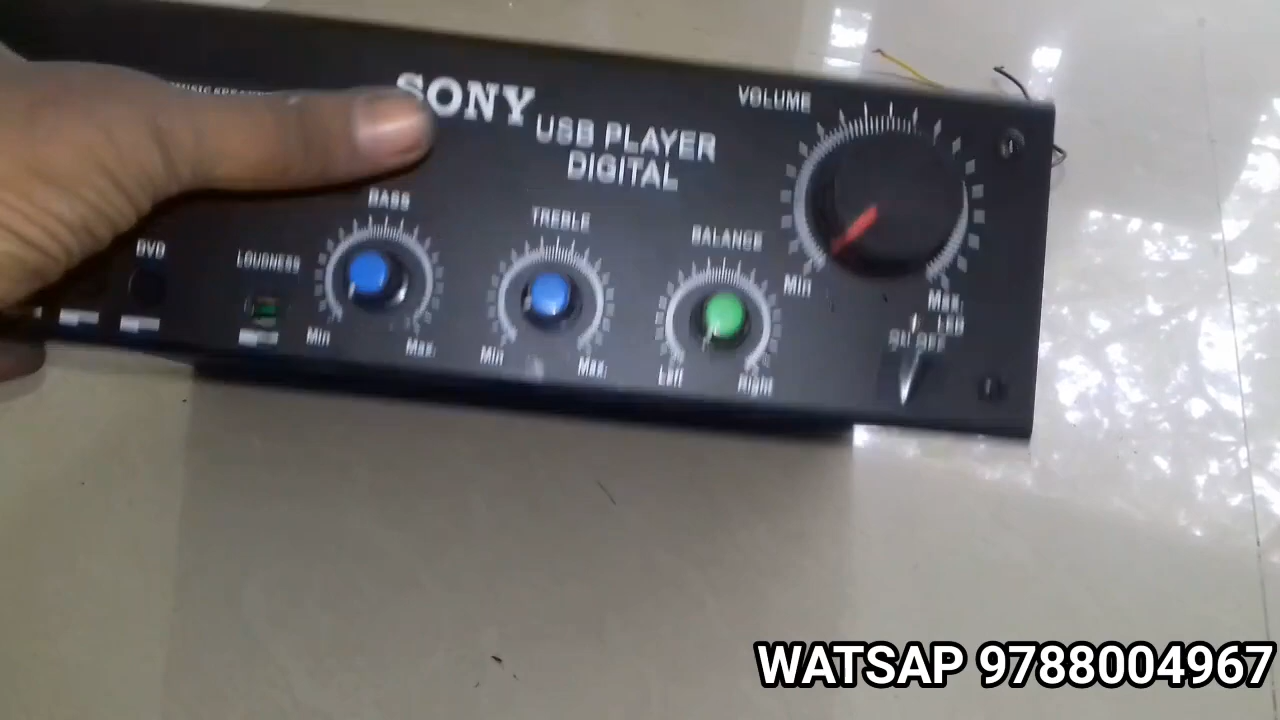 SONY
USB PLAYER
DIGITAL
VOLUME
Min
Max.
BASS
Min
Max.
TREBLE
Min
Max.
BALANCE
Left
Right
DVD
LOUDNESS
WATSAP 9788004967